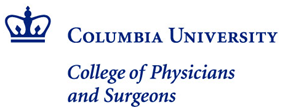 COLUMBIA UNIVERSITY
College of Physicians
and Surgeons